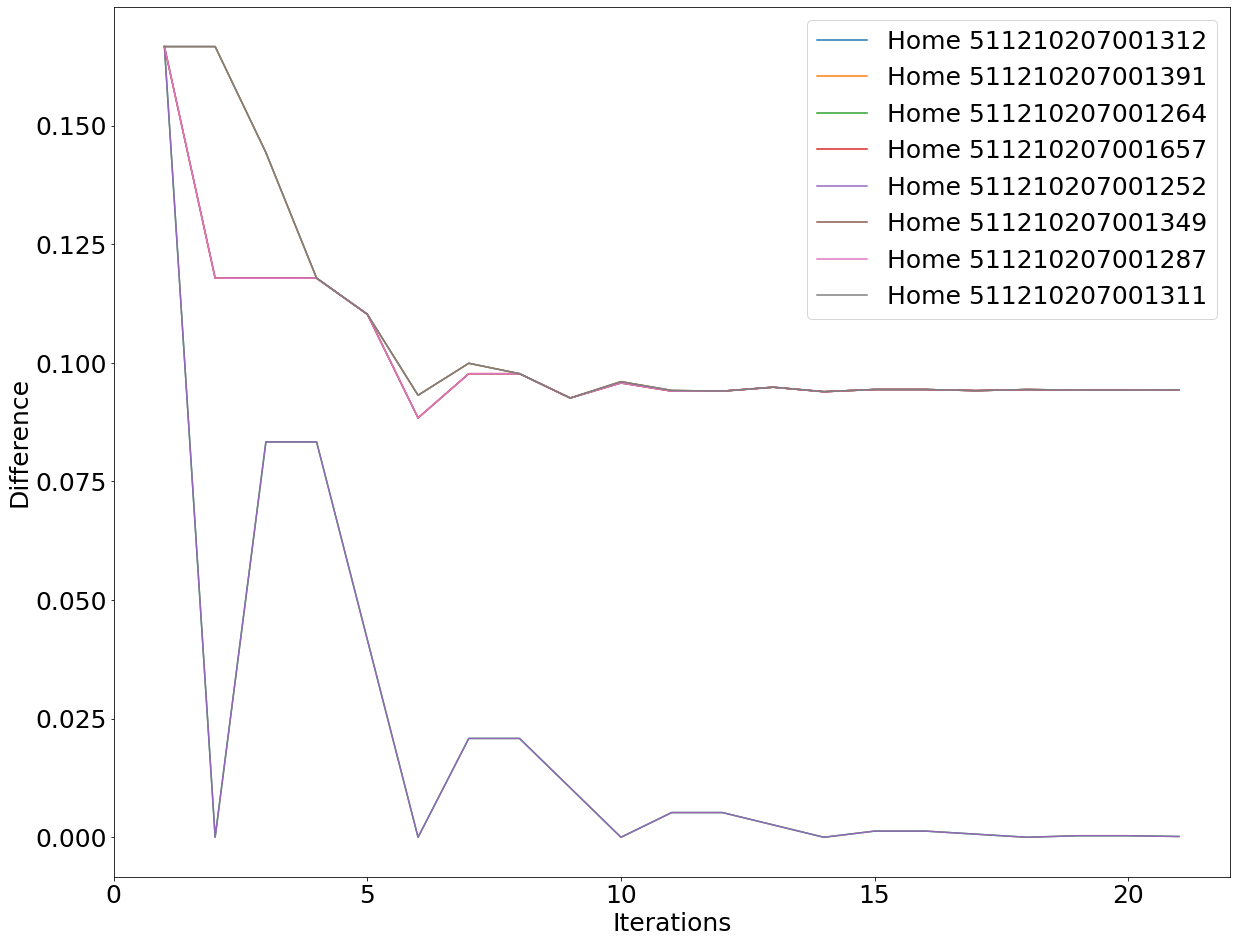 Home 511210207001312
Home 511210207001391
Home 511210207001264
Home 511210207001657
Home 511210207001252
Home 511210207001349
Home 511210207001287
Home 511210207001311
0.150
0.125
0.100
0.075
0.050
0.025
0.000
Difference
0 5 10 15 20
Iterations